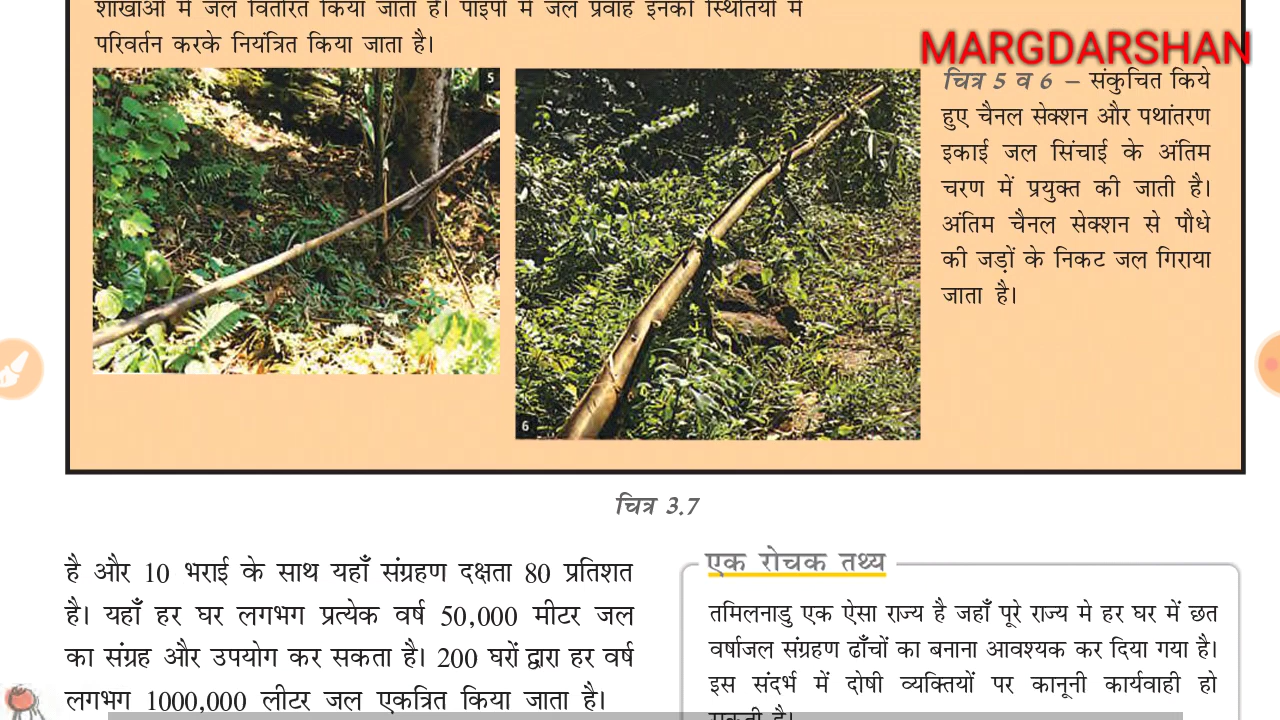 शाखाओं में जल वितरित किया जाता है। पाइपों में जल प्रवाह इनकी स्थितियों में
परिवर्तन करके नियंत्रित किया जाता है।
MARGDARSHAN
5
6
चित्र 5 व 6 – संकुचित किये
हुए चैनल सेक्शन और पथांतरण
इकाई जल सिंचाई के अंतिम
चरण में प्रयुक्त की जाती है।
अंतिम चैनल सेक्शन से पौधे
की जड़ों के निकट जल गिराया
जाता है।
चित्र 3.7
है और 10 भराई के साथ यहाँ संग्रहण दक्षता 80 प्रतिशत
है। यहाँ हर घर लगभग प्रत्येक वर्ष 50,000 मीटर जल
का संग्रह और उपयोग कर सकता है। 200 घरों द्वारा हर वर्ष
लगभग 1000,000 लीटर जल एकत्रित किया जाता है।
एक रोचक तथ्य
तमिलनाडु एक ऐसा राज्य है जहाँ पूरे राज्य मे हर घर में छत
वर्षाजल संग्रहण ढाँचों का बनाना आवश्यक कर दिया गया है।
इस संदर्भ में दोषी व्यक्तियों पर कानूनी कार्यवाही हो
सकती है।